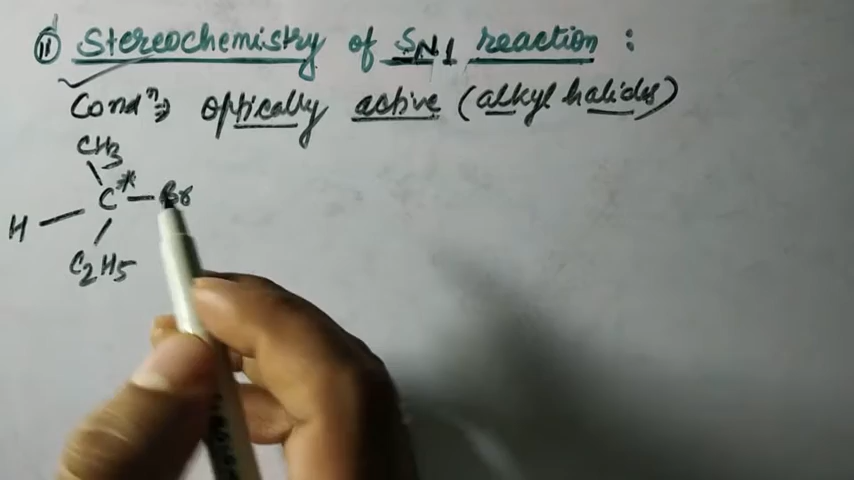 11 Stereochemistry of SN1 reaction :
Condⁿ ⇒ optically active (alkyl halides)
CH3
C* — Br
H
C2H5